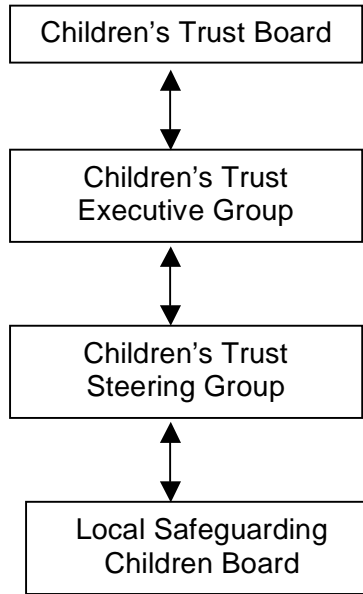 Children’s Trust Board
Children’s Trust
Executive Group
Children’s Trust
Steering Group
Local Safeguarding
Children Board